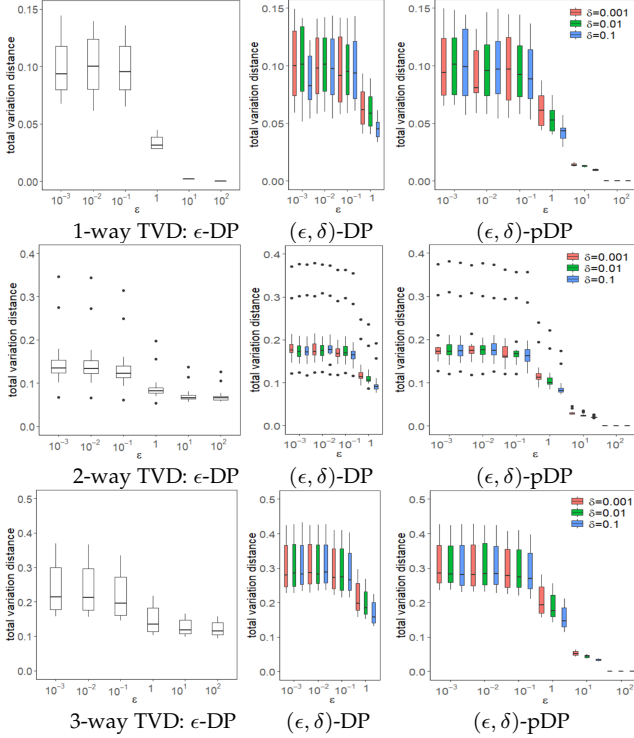 total variation distance
0.15
0.10
0.05
0.00
10⁻³ 10⁻² 10⁻¹ 1 10¹ 10²
ε
total variation distance
0.15
0.10
0.05
0.00
10⁻³ 10⁻² 10⁻¹ 1
ε
total variation distance
0.15
0.10
0.05
0.00
10⁻³ 10⁻² 10⁻¹ 1 10¹ 10²
ε
δ=0.001
δ=0.01
δ=0.1
1-way TVD: ϵ-DP (ϵ, δ)-DP (ϵ, δ)-pDP
total variation distance
0.4
0.3
0.2
0.1
0.0
10⁻³ 10⁻² 10⁻¹ 1 10¹ 10²
ε
total variation distance
0.4
0.3
0.2
0.1
0.0
10⁻³ 10⁻² 10⁻¹ 1
ε
total variation distance
0.4
0.3
0.2
0.1
0.0
10⁻³ 10⁻² 10⁻¹ 1 10¹ 10²
ε
δ=0.001
δ=0.01
δ=0.1
2-way TVD: ϵ-DP (ϵ, δ)-DP (ϵ, δ)-pDP
total variation distance
0.5
0.4
0.3
0.2
0.1
0.0
10⁻³ 10⁻² 10⁻¹ 1 10¹ 10²
ε
total variation distance
0.5
0.4
0.3
0.2
0.1
0.0
10⁻³ 10⁻² 10⁻¹ 1
ε
total variation distance
0.5
0.4
0.3
0.2
0.1
0.0
10⁻³ 10⁻² 10⁻¹ 1 10¹ 10²
ε
δ=0.001
δ=0.01
δ=0.1
3-way TVD: ϵ-DP (ϵ, δ)-DP (ϵ, δ)-pDP